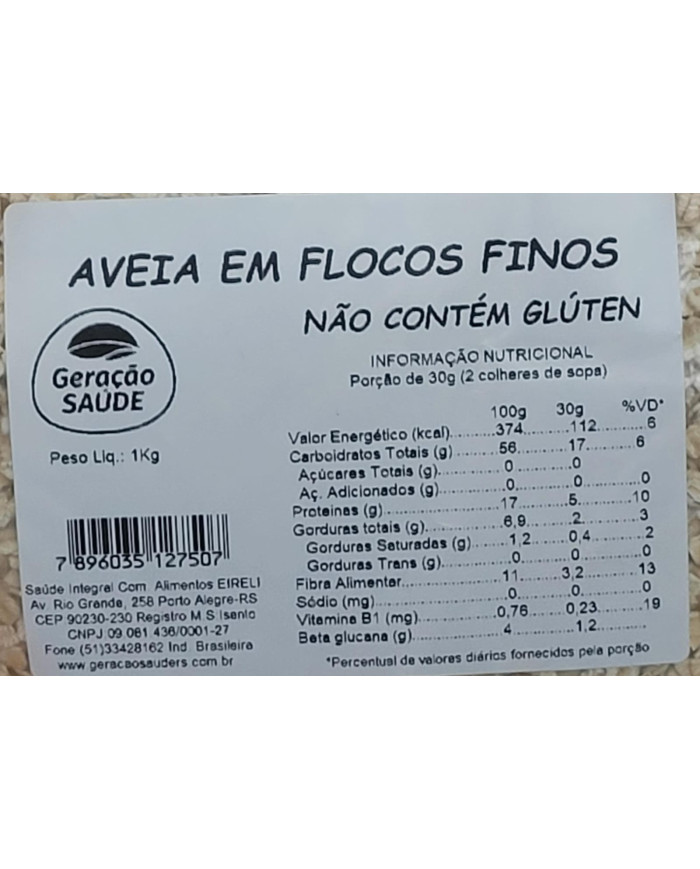 AVEIA EM FLOCOS FINOS
NÃO CONTÉM GLÚTEN
Geração
SAÚDE
Peso Liq.: 1Kg
7 896035 127507
Saúde Integral Com. Alimentos EIRELI
Av Rio Grande, 258 Porto Alegre-RS
CEP 90230-230 Registro M S Isento
CNPJ 09 081 436/0001-27
Fone (51)33428162 Ind. Brasileira
www.geracaosauders.com.br
INFORMAÇÃO NUTRICIONAL
Porção de 30g (2 colheres de sopa)
100g 30g %VD*
Valor Energético (kcal)......374..........112..........6
Carboidratos Totais (g)......56..........17..........6
Açúcares Totais (g)..........0..........0
Aç. Adicionados (g)..........0..........0..........0
Proteinas (g)..........17..........5..........10
Gorduras totais (g)..........6,9..........2..........3
Gorduras Saturadas (g)......1,2..........0,4..........2
Gorduras Trans (g)..........0..........0..........0
Fibra Alimentar..........11..........3,2..........13
Sódio (mg)..........0..........0..........0
Vitamina B1 (mg)..........0,76..........0,23..........19
Beta glucana (g)..........4..........1,2..........
*Percentual de valores diários fornecidos pela porção